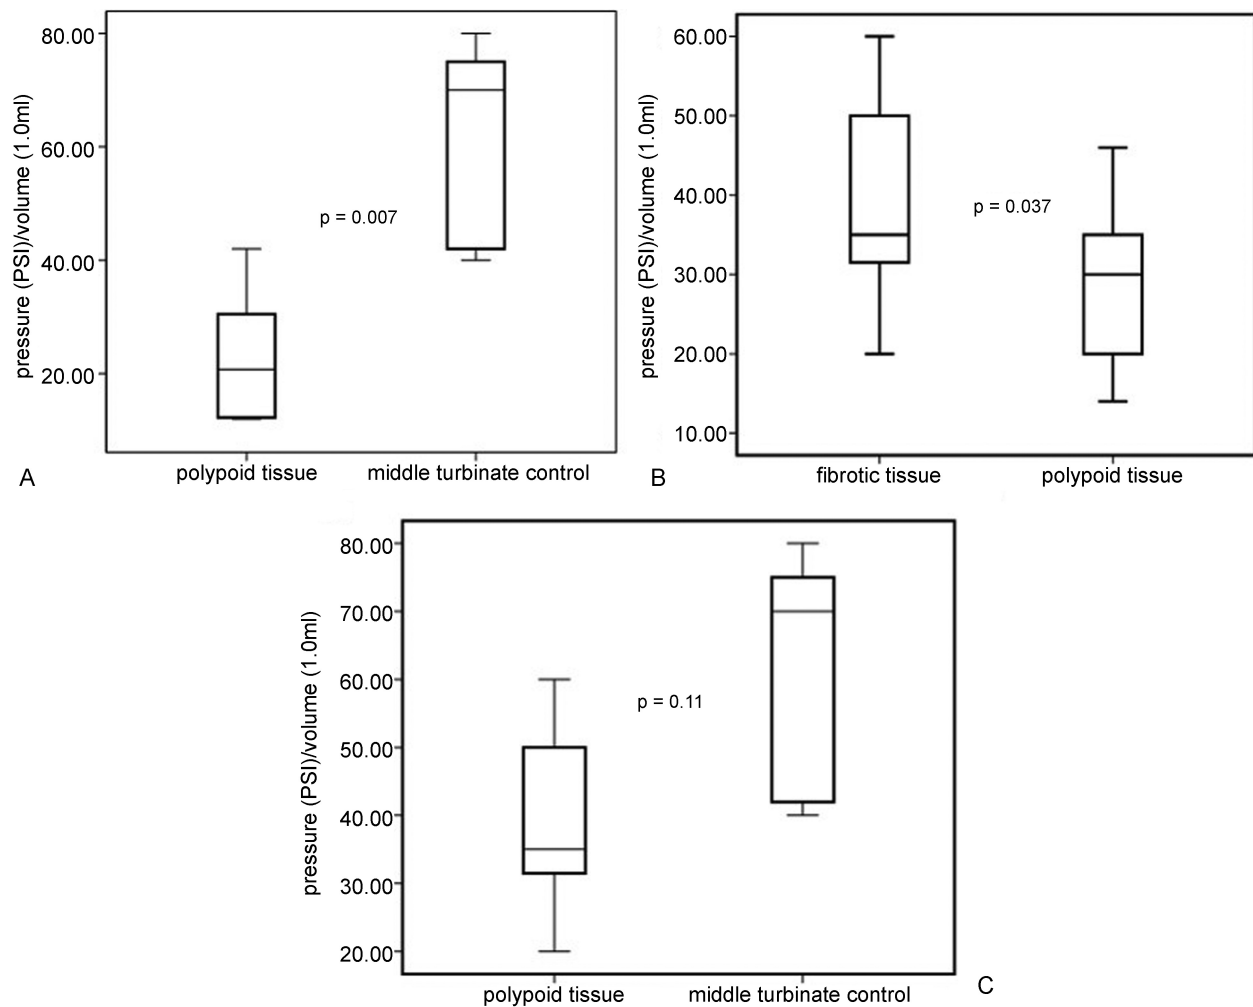 pressure (PSI)/volume (1.0ml)
80.00
60.00
40.00
20.00
p = 0.007
polypoid tissue
middle turbinate control
A
pressure (PSI)/volume (1.0ml)
60.00
50.00
40.00
30.00
20.00
10.00
p = 0.037
fibrotic tissue
polypoid tissue
B
pressure (PSI)/volume (1.0ml)
80.00
70.00
60.00
50.00
40.00
30.00
20.00
p = 0.11
polypoid tissue
middle turbinate control
C